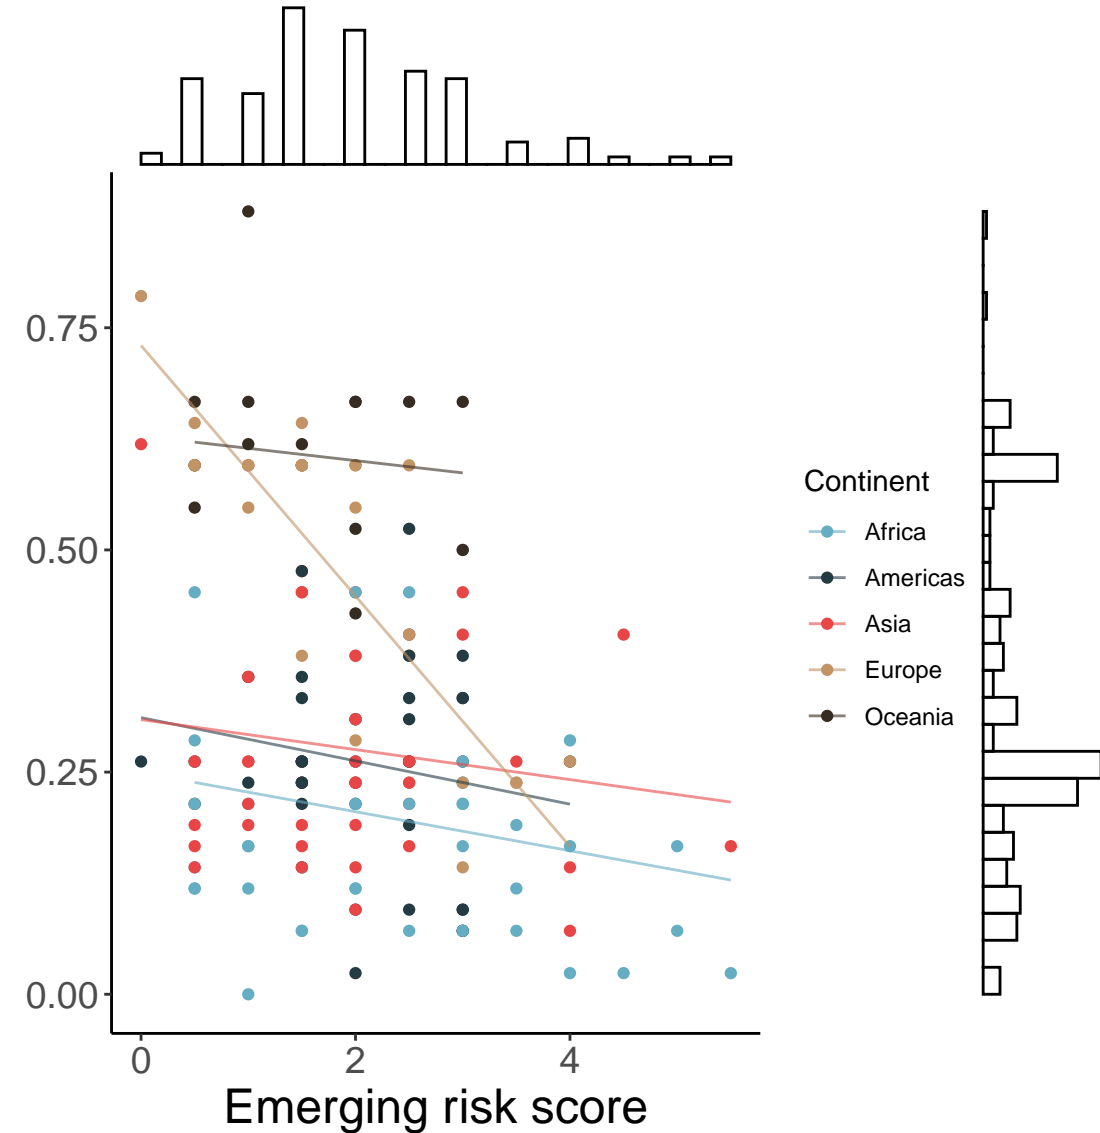 0.75
0.50
0.25
0.00
0
2
4
Emerging risk score
Continent
Africa
Americas
Asia
Europe
Oceania